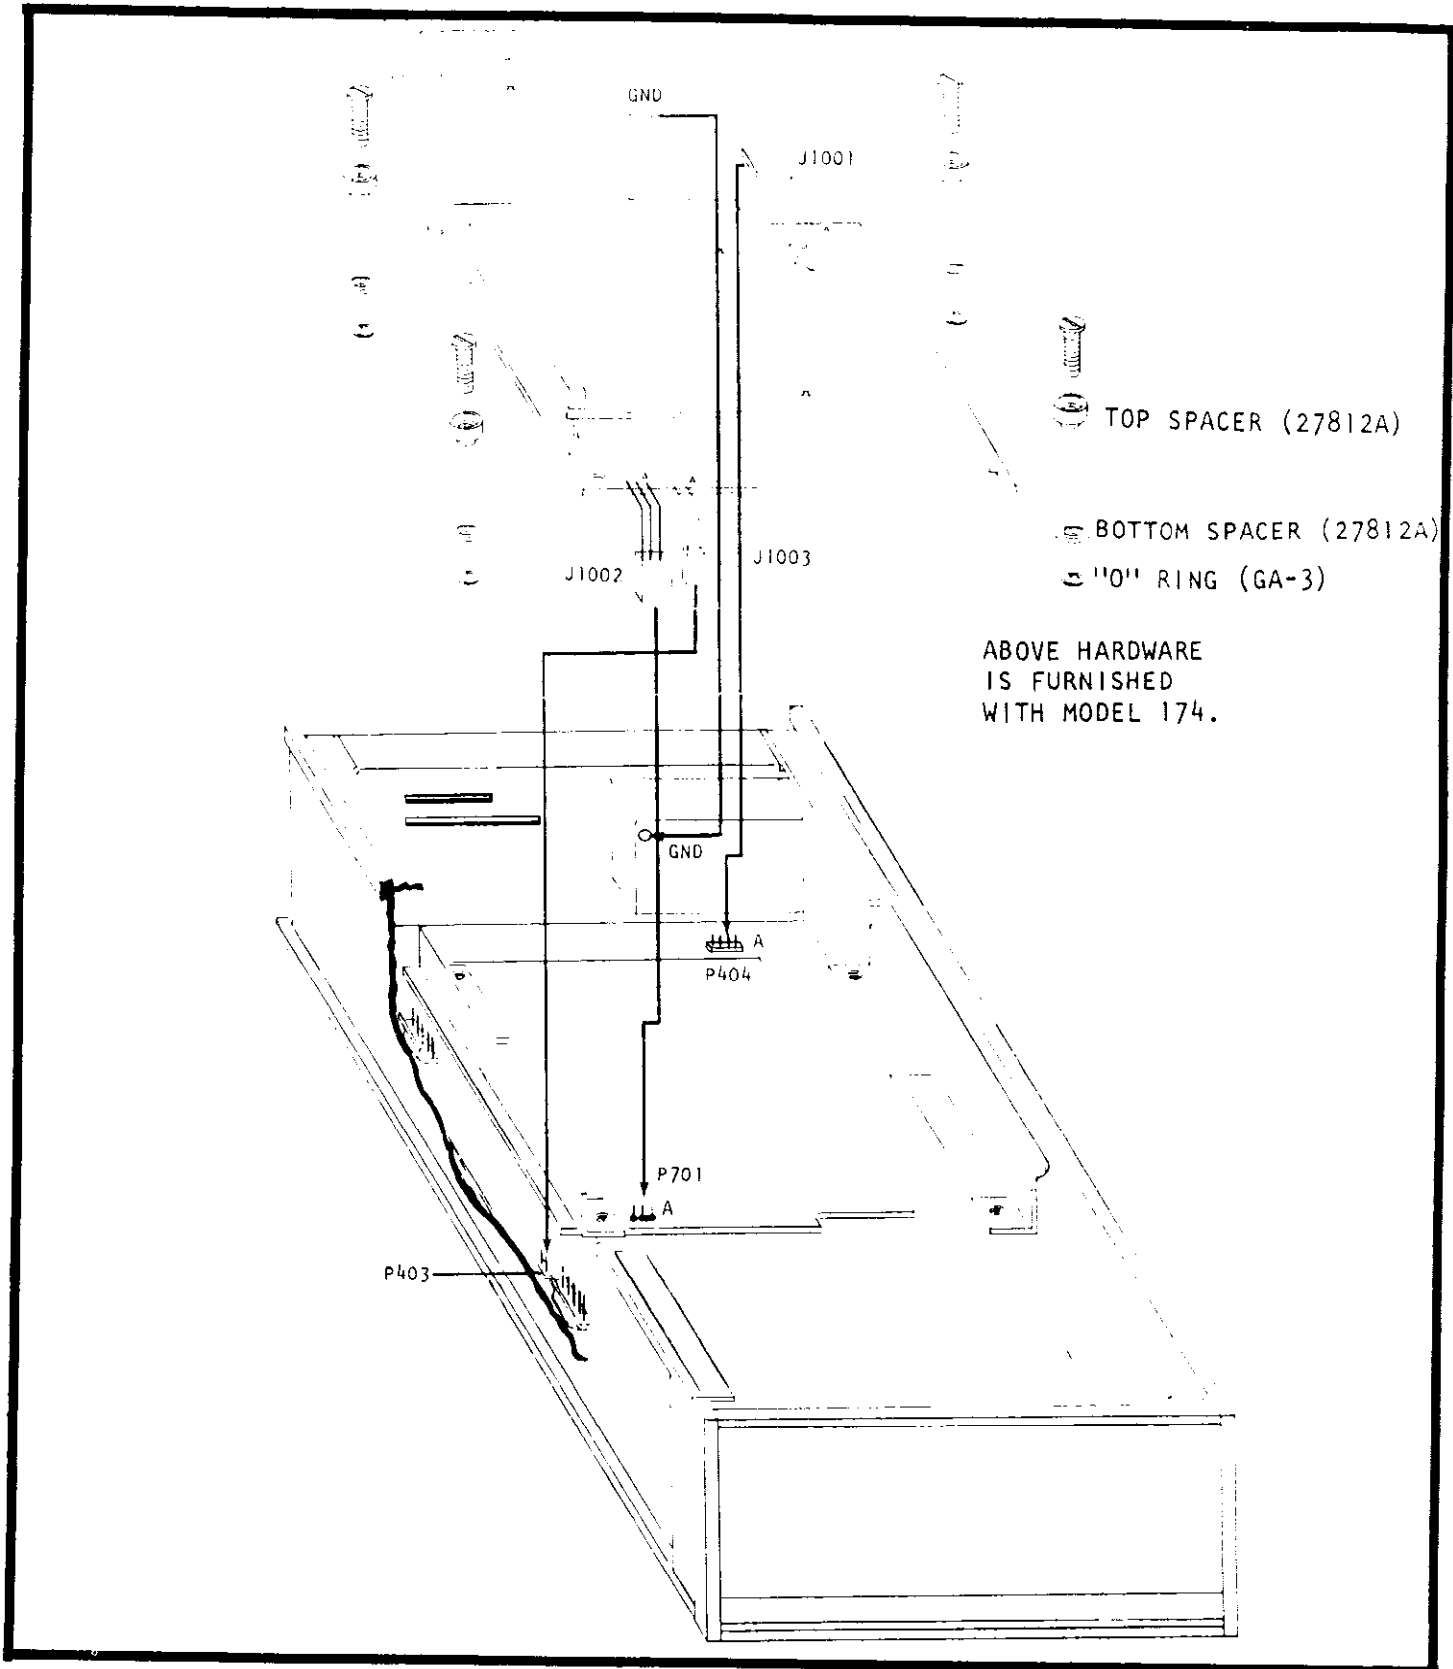 GND
J1001
TOP SPACER (27812A)
BOTTOM SPACER (27812A)
J1003
J1002
"O" RING (GA-3)
ABOVE HARDWARE
IS FURNISHED
WITH MODEL 174.
GND
A
P404
P701
A
P403
H